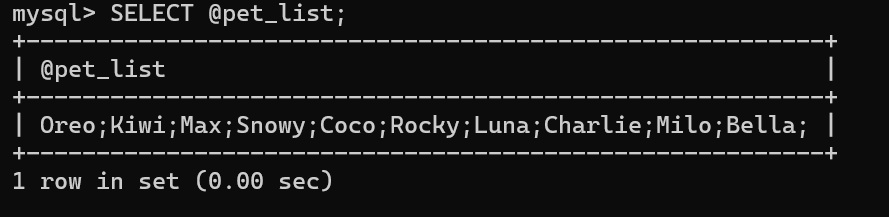 mysql> SELECT @pet_list;
+---------------------------------------------------------+
| @pet_list                                               |
+---------------------------------------------------------+
| Oreo;Kiwi;Max;Snowy;Coco;Rocky;Luna;Charlie;Milo;Bella; |
+---------------------------------------------------------+
1 row in set (0.00 sec)